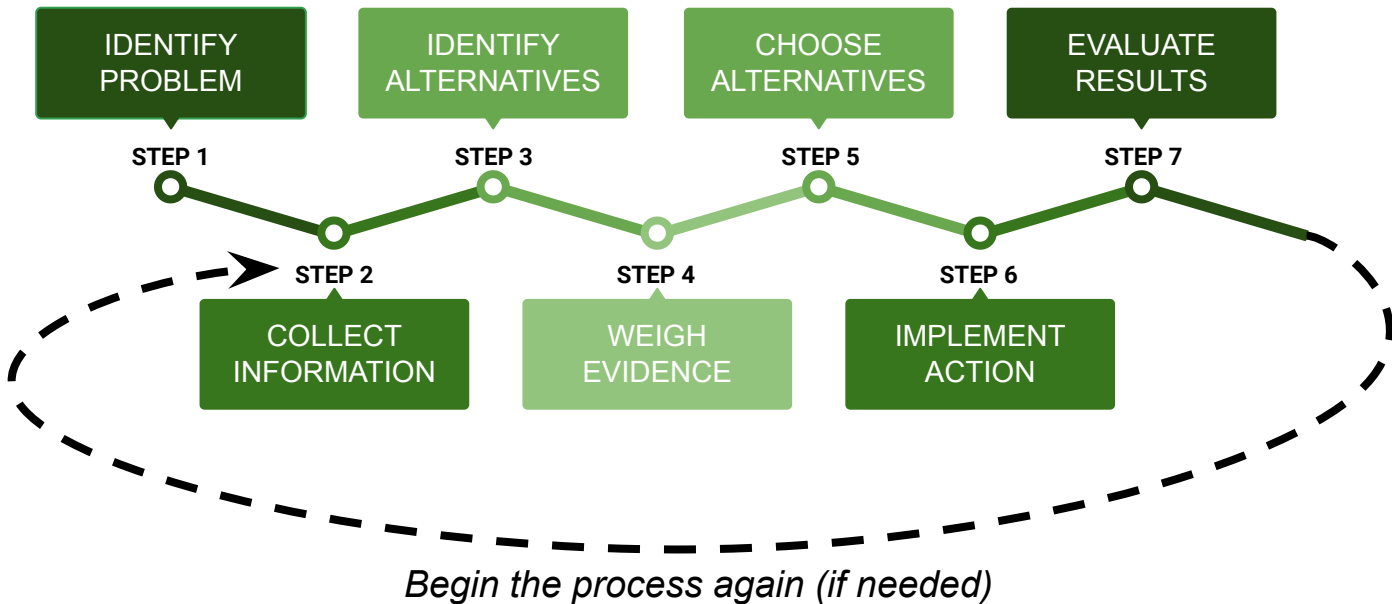 IDENTIFY
PROBLEM
STEP 1
STEP 2
COLLECT
INFORMATION
IDENTIFY
ALTERNATIVES
STEP 3
STEP 4
WEIGH
EVIDENCE
CHOOSE
ALTERNATIVES
STEP 5
STEP 6
IMPLEMENT
ACTION
EVALUATE
RESULTS
STEP 7
Begin the process again (if needed)